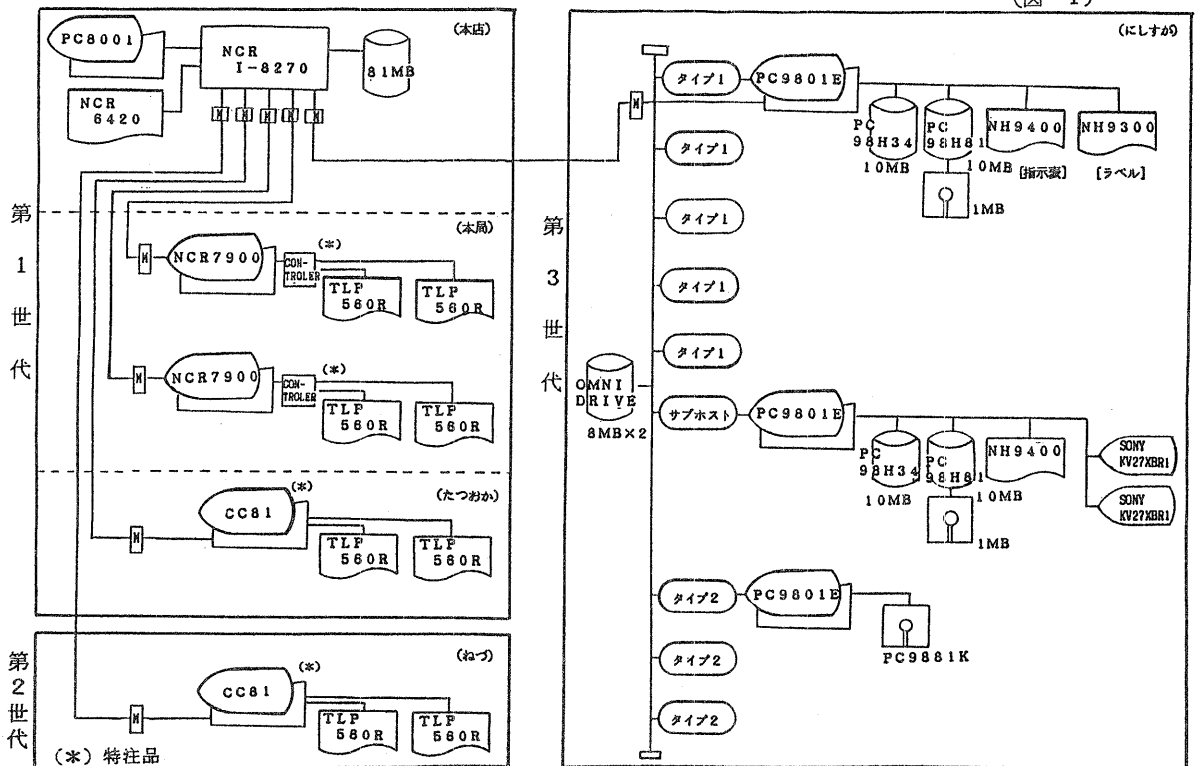 (図 1)
第1世代
(本店)
PC8001
NCR
I-8270
81MB
NCR
6420
M M M M M
(本局)
M
NCR7900
CON-
TROLER
(*)
TLP
560R
TLP
560R
M
NCR7900
CON-
TROLER
(*)
TLP
560R
TLP
560R
(たつおか)
M
CC81
(*)
TLP
560R
TLP
560R
第2世代
(ねづ)
M
CC81
(*)
TLP
560R
TLP
560R
(*) 特注品
第3世代
(にしすが)
M
タイプ1
PC9801E
PC
98H34
10MB
PC
98H81
10MB
1MB
NH9400
[指示票]
NH9300
[ラベル]
タイプ1
タイプ1
タイプ1
タイプ1
OMNI
DRIVE
8MB×2
サブホスト
PC9801E
PC
98H34
10MB
PC
98H81
10MB
1MB
NH9400
SONY
KV27XBR1
SONY
KV27XBR1
タイプ2
PC9801E
PC9881K
タイプ2
タイプ2